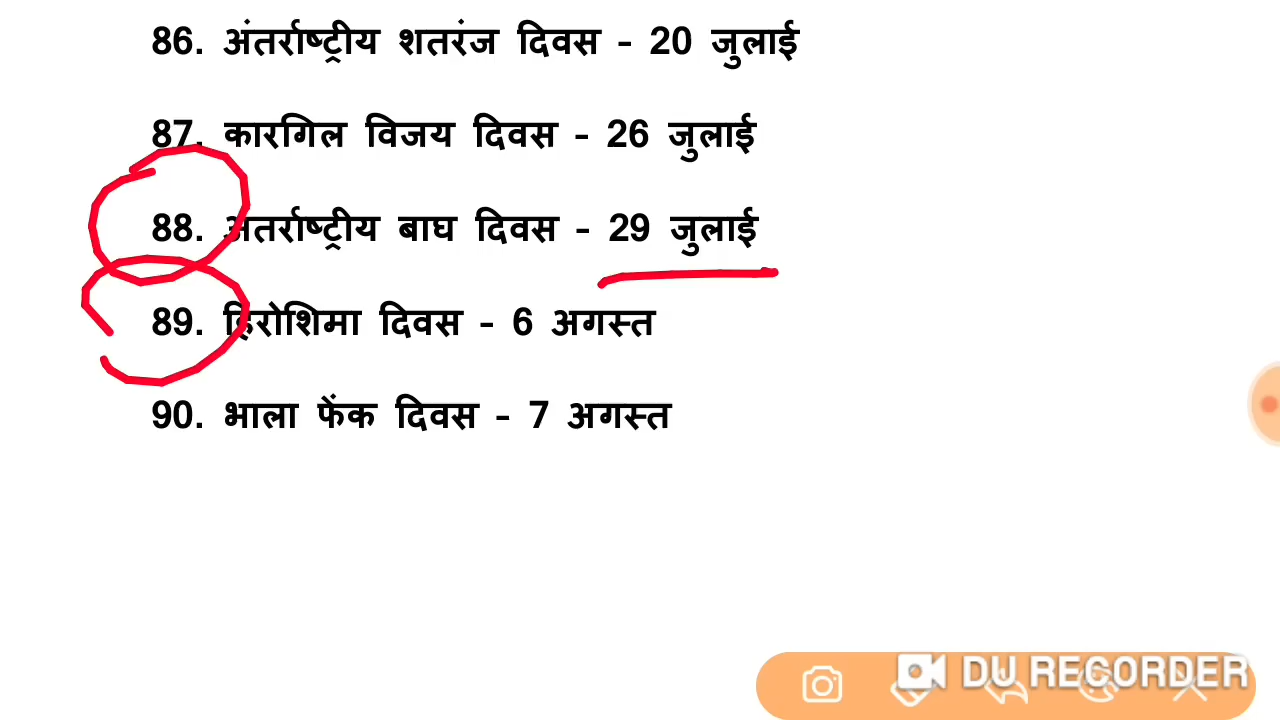 86. अंतर्राष्ट्रीय शतरंज दिवस - 20 जुलाई
87. कारगिल विजय दिवस - 26 जुलाई
88. अंतर्राष्ट्रीय बाघ दिवस - 29 जुलाई
89. हिरोशिमा दिवस - 6 अगस्त
90. भाला फेंक दिवस - 7 अगस्त
DU RECORDER